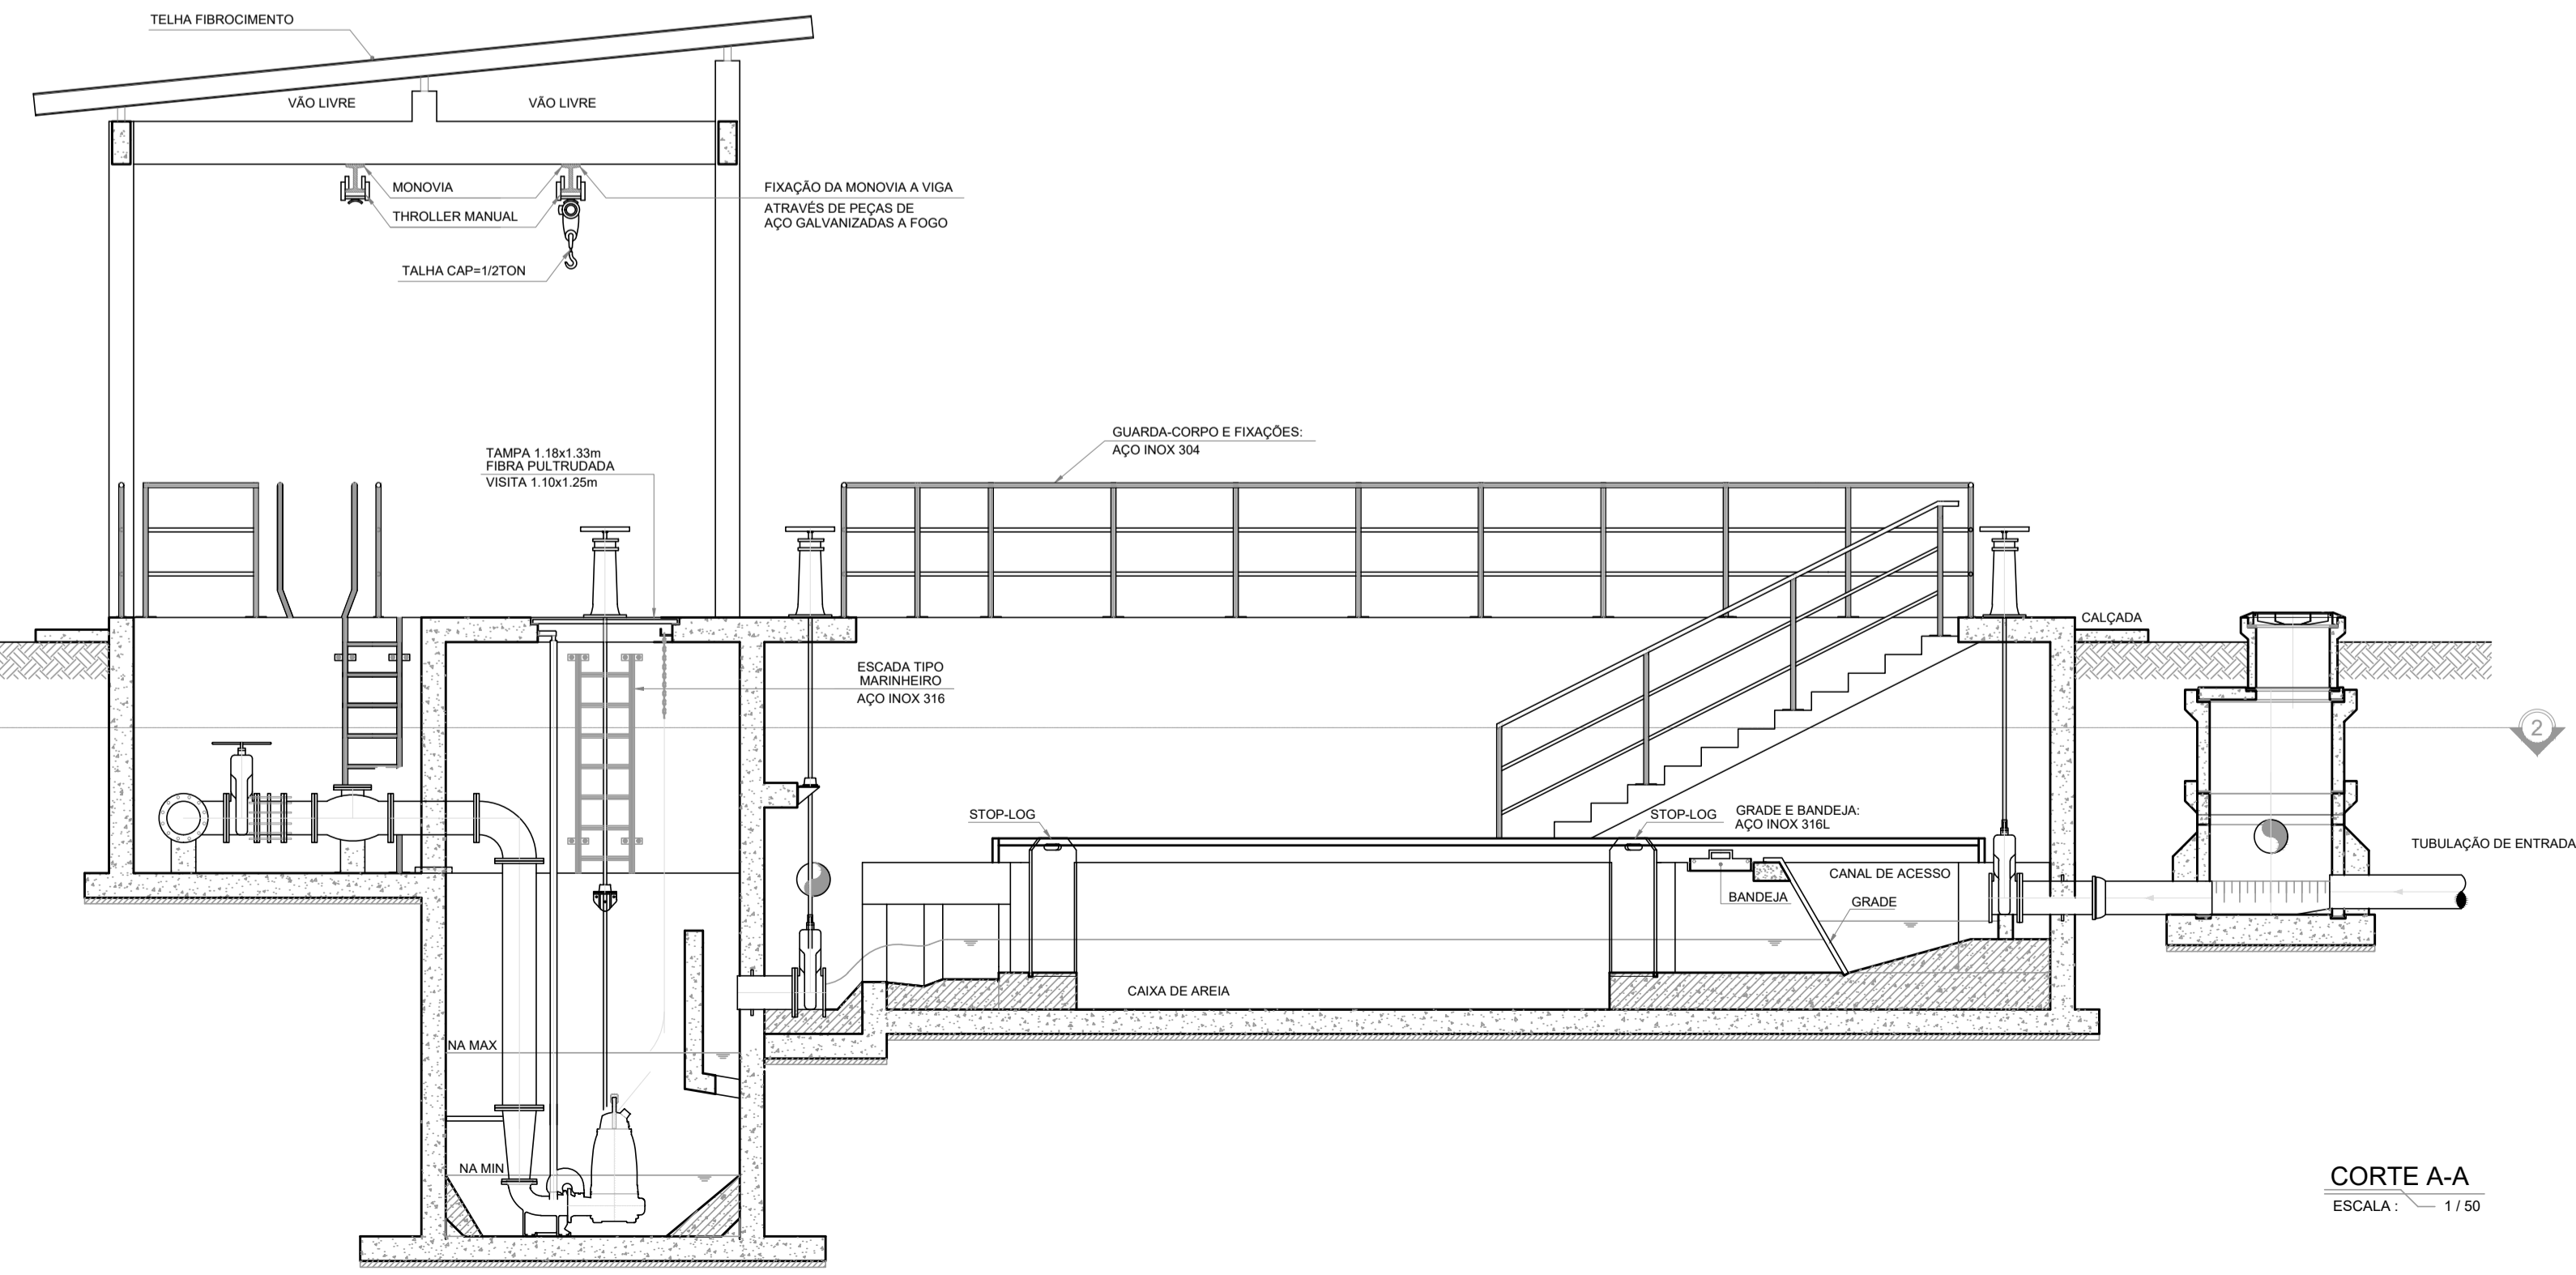 TELHA FIBROCIMENTO
VÃO LIVRE
VÃO LIVRE
MONOVIA
THROLLER MANUAL
TALHA CAP=1/2TON
FIXAÇÃO DA MONOVIA A VIGA
ATRAVÉS DE PEÇAS DE
AÇO GALVANIZADAS A FOGO
TAMPA 1.18x1.33m
FIBRA PULTRUDADA
VISITA 1.10x1.25m
GUARDA-CORPO E FIXAÇÕES:
AÇO INOX 304
CALÇADA
ESCADA TIPO
MARINHEIRO
AÇO INOX 316
2
STOP-LOG
STOP-LOG
GRADE E BANDEJA:
AÇO INOX 316L
TUBULAÇÃO DE ENTRADA
CANAL DE ACESSO
BANDEJA
GRADE
CAIXA DE AREIA
NA MAX
NA MIN
CORTE A-A
ESCALA : 1 / 50